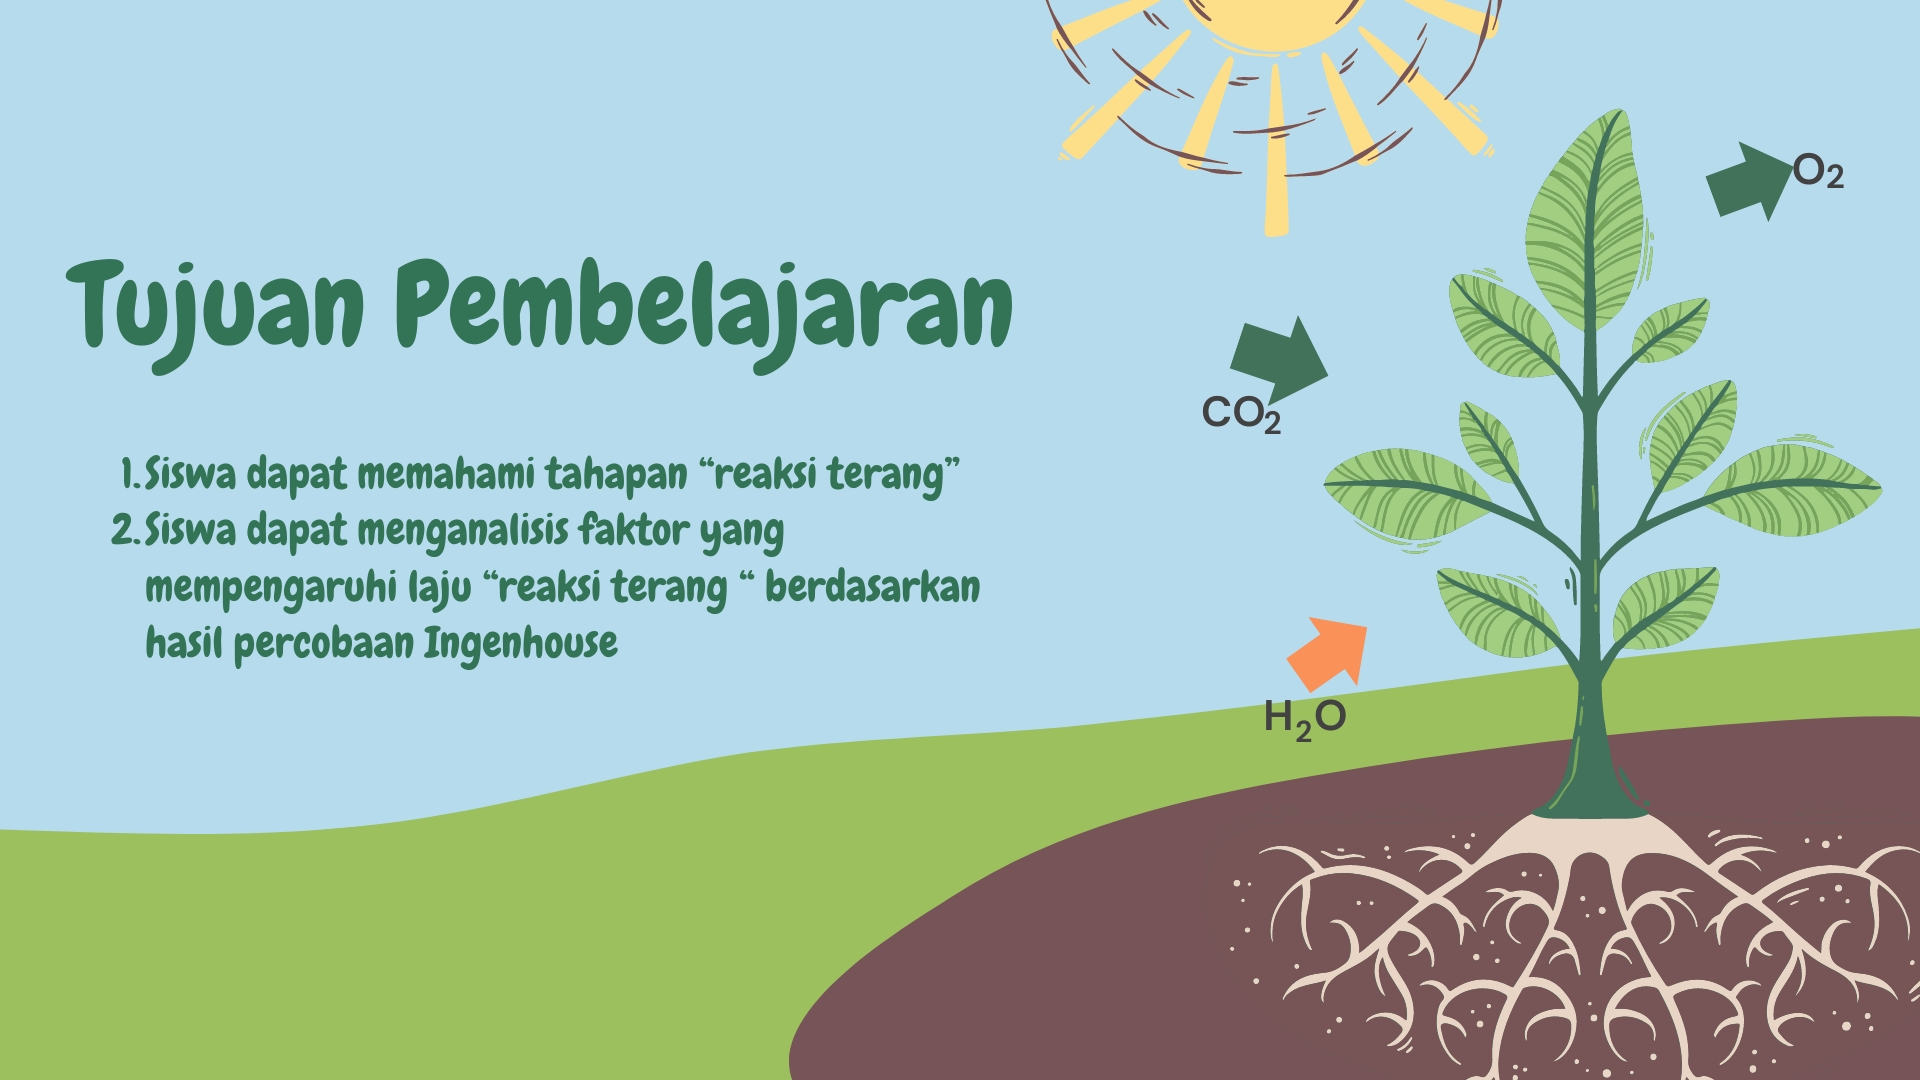 Tujuan Pembelajaran
1. Siswa dapat memahami tahapan “reaksi terang”
2. Siswa dapat menganalisis faktor yang
mempengaruhi laju “reaksi terang “ berdasarkan
hasil percobaan Ingenhouse
O₂
CO₂
H₂O